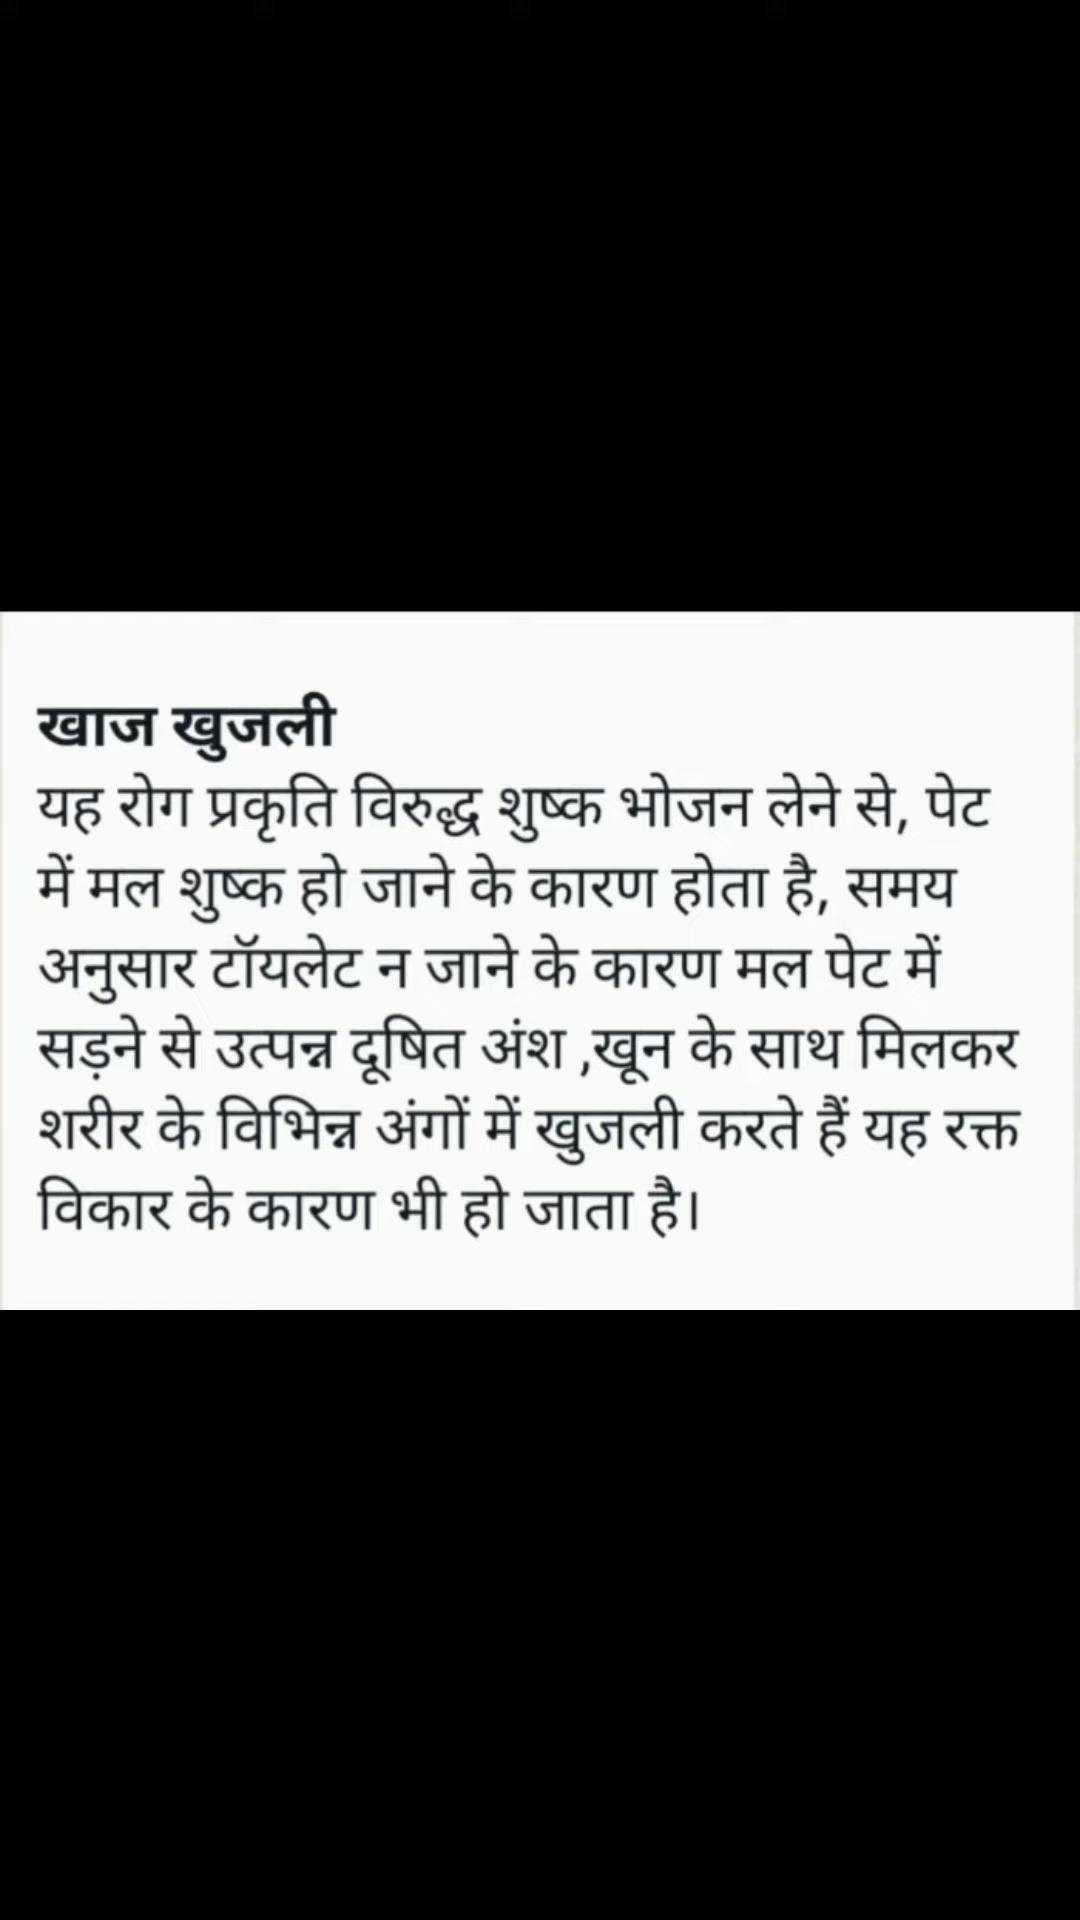 खाज खुजली
यह रोग प्रकृति विरुद्ध शुष्क भोजन लेने से, पेट
में मल शुष्क हो जाने के कारण होता है, समय
अनुसार टॉयलेट न जाने के कारण मल पेट में
सड़ने से उत्पन्न दूषित अंश ,खून के साथ मिलकर
शरीर के विभिन्न अंगों में खुजली करते हैं यह रक्त
विकार के कारण भी हो जाता है।